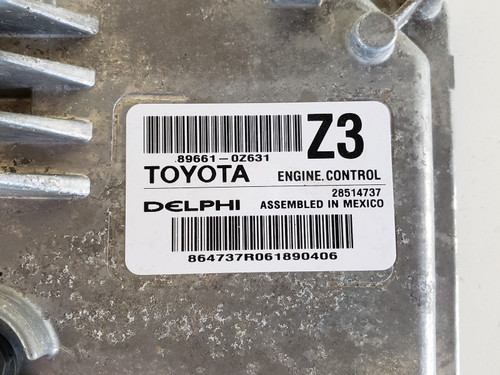 89661-0Z631
Z3
TOYOTA ENGINE.CONTROL
28514737
DELPHI ASSEMBLED IN MEXICO
864737R061890406